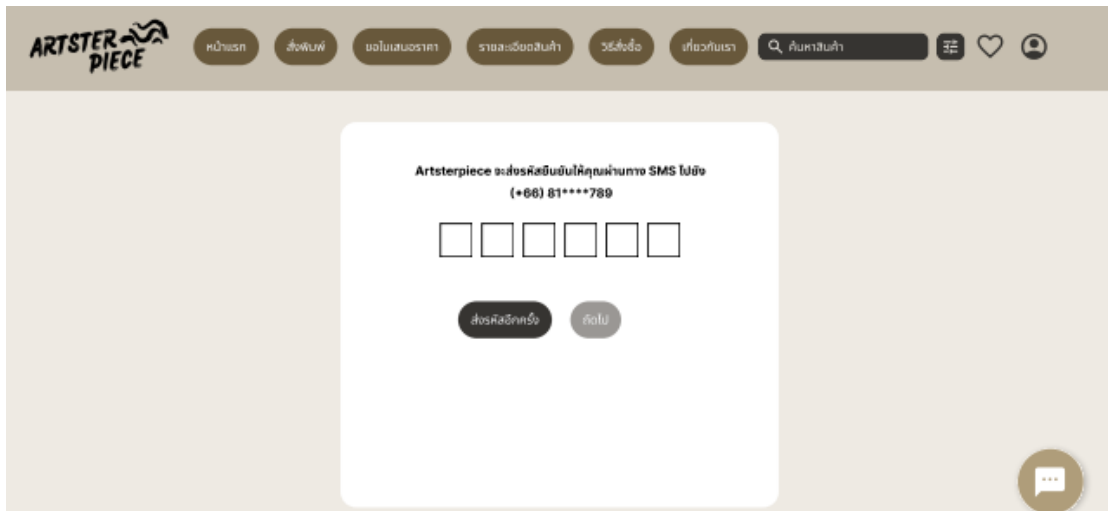 ARTSTER
PIECE
หน้าแรก
สั่งพิมพ์
ขอใบเสนอราคา
รายละเอียดสินค้า
วิธีสั่งซื้อ
เกี่ยวกับเรา
ค้นหาสินค้า
Artsterpiece จะส่งรหัสยืนยันให้คุณผ่านทาง SMS ไปยัง
(+66) 81****789
ส่งรหัสอีกครั้ง
ถัดไป